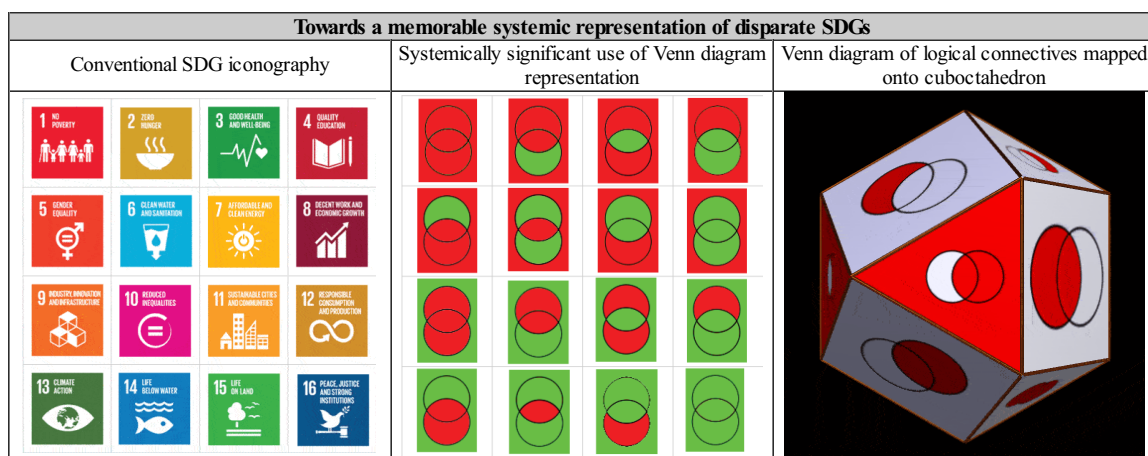 Towards a memorable systemic representation of disparate SDGs
Conventional SDG iconography
Systemically significant use of Venn diagram
representation
Venn diagram of logical connectives mapped
onto cuboctahedron
1 NO
POVERTY
2 ZERO
HUNGER
3 GOOD HEALTH
AND WELL-BEING
4 QUALITY
EDUCATION
5 GENDER
EQUALITY
6 CLEAN WATER
AND SANITATION
7 AFFORDABLE AND
CLEAN ENERGY
8 DECENT WORK AND
ECONOMIC GROWTH
9 INDUSTRY, INNOVATION
AND INFRASTRUCTURE
10 REDUCED
INEQUALITIES
11 SUSTAINABLE CITIES
AND COMMUNITIES
12 RESPONSIBLE
CONSUMPTION
AND PRODUCTION
13 CLIMATE
ACTION
14 LIFE
BELOW WATER
15 LIFE
ON LAND
16 PEACE, JUSTICE
AND STRONG
INSTITUTIONS